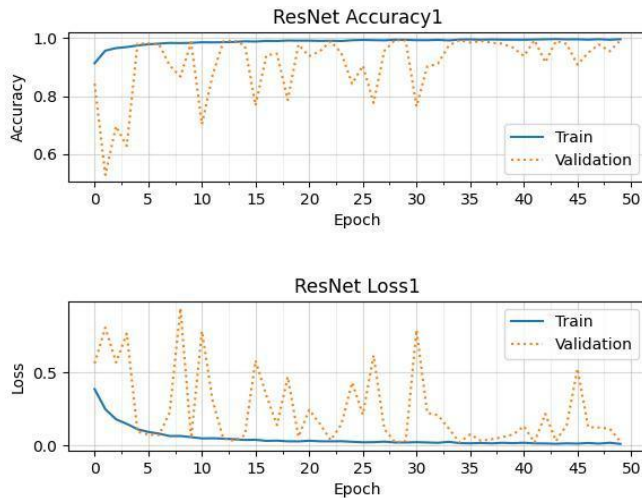 ResNet Accuracy1
1.0
0.8
0.6
Accuracy
Train
Validation
0 5 10 15 20 25 30 35 40 45 50
Epoch
ResNet Loss1
0.5
0.0
Loss
Train
Validation
0 5 10 15 20 25 30 35 40 45 50
Epoch